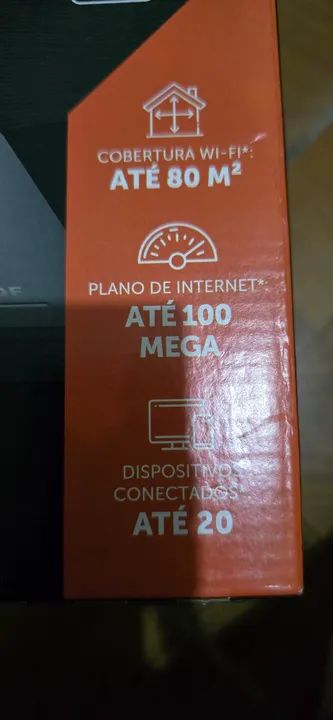 COBERTURA WI-FI*:
ATÉ 80 M²
PLANO DE INTERNET*:
ATÉ 100
MEGA
DISPOSITIVOS
CONECTADOS*:
ATÉ 20